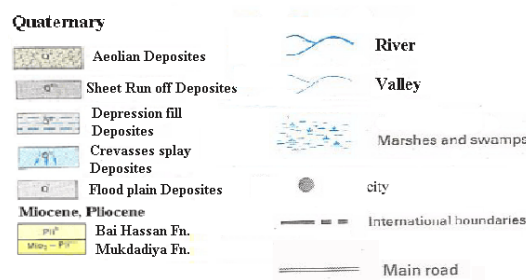 Quaternary
Aeolian Deposites
Sheet Run off Deposites
Depression fill
Deposites
Crevasses splay
Deposites
Flood plain Deposites
Miocene, Pliocene
Bai Hassan Fn.
Mukdadiya Fn.
River
Valley
Marshes and swamps
city
International boundaries
Main road